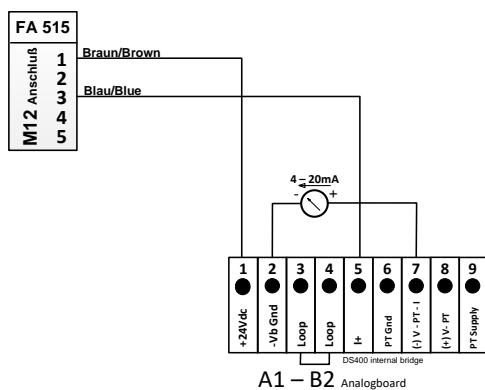 FA 515
M12 Anschluß
1
2
3
4
5
Braun/Brown
Blau/Blue
4 – 20mA
- +
1 2 3 4 5 6 7 8 9
+24Vdc
-Vb Gnd
Loop
Loop
I+
PT Gnd
(-) V - PT - I
(+) V- PT
PT Supply
DS400 internal bridge
A1 – B2 Analogboard